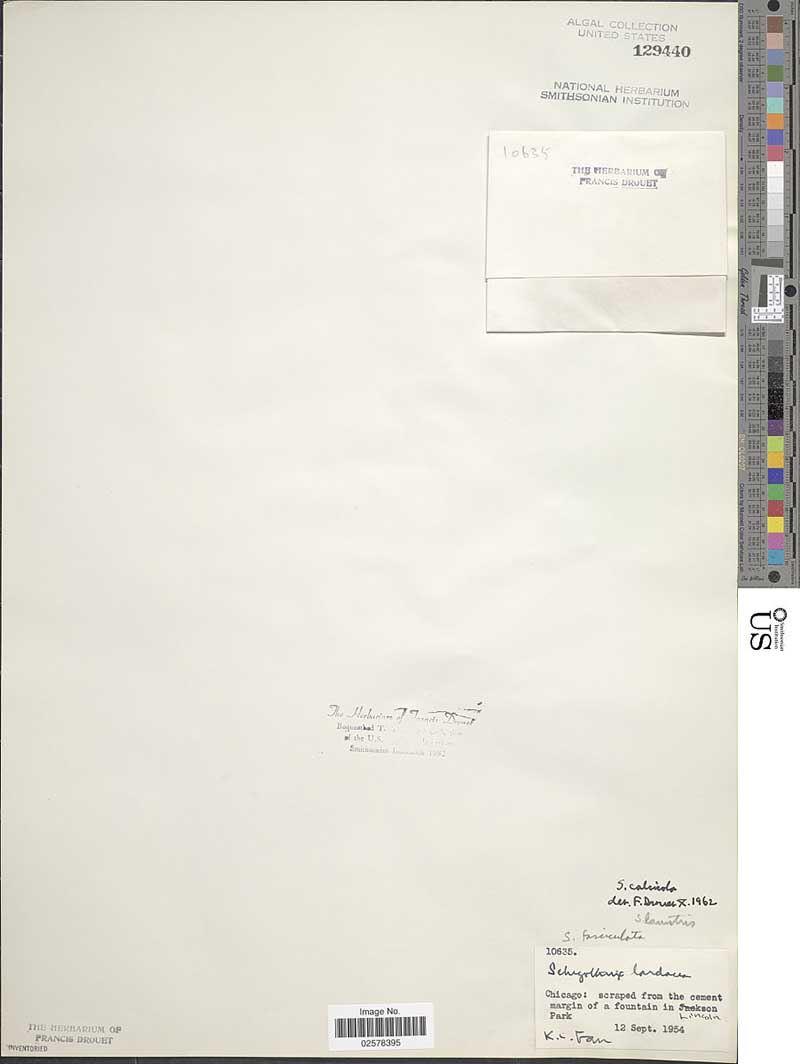 ALGAL COLLECTION
UNITED STATES
129440
NATIONAL HERBARIUM
SMITHSONIAN INSTITUTION
10635
THE HERBARIUM OF
FRANCIS DROUET
Golden Thread
Smithsonian
Institution
US
The Herbarium of Francis Drouet
Bequeathed T
of the U.S.
Smithsonian Institution 1982
S. calcicola
det. F. Drouet X. 1962
S. lacustris
S. fasciculata
10635.
Schizothrix lardacea
Chicago: scraped from the cement
margin of a fountain in Jackson
Park Lincoln
12 Sept. 1954
K. C. Fan
Image No.
02578395
THE HERBARIUM OF
FRANCIS DROUET
INVENTORIED